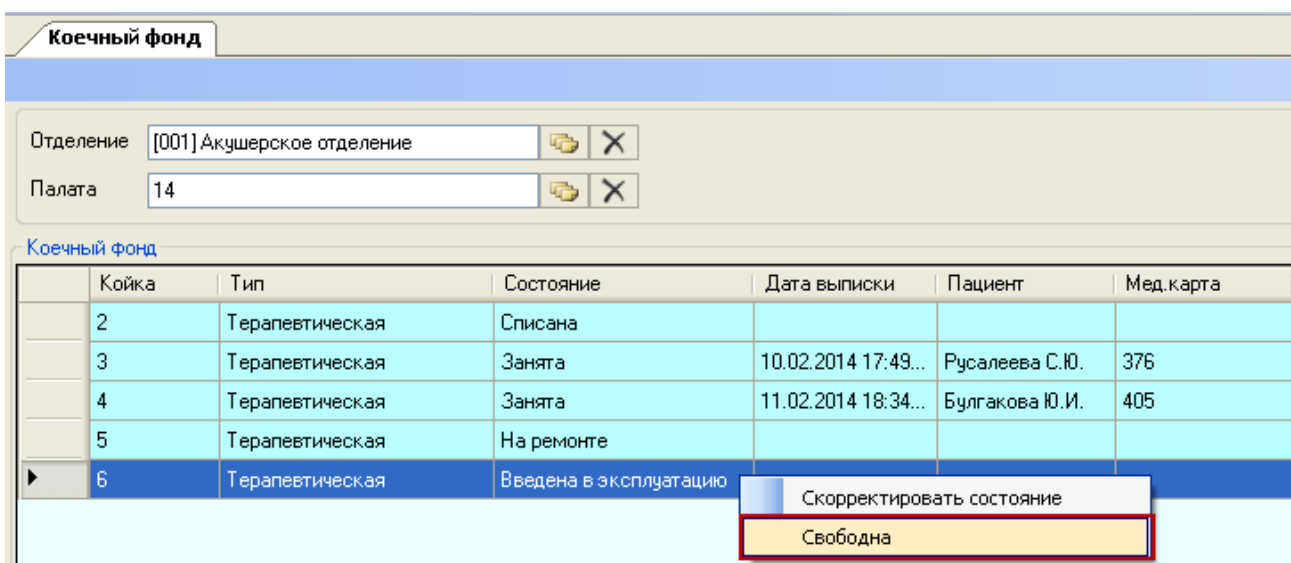 Коечный фонд
Отделение [001] Акушерское отделение
Палата 14
Коечный фонд
Койка Тип Состояние Дата выписки Пациент Мед.карта
2 Терапевтическая Списана
3 Терапевтическая Занята 10.02.2014 17:49... Русалеева С.Ю. 376
4 Терапевтическая Занята 11.02.2014 18:34... Булгакова Ю.И. 405
5 Терапевтическая На ремонте
6 Терапевтическая Введена в эксплуатацию
Скорректировать состояние
Свободна